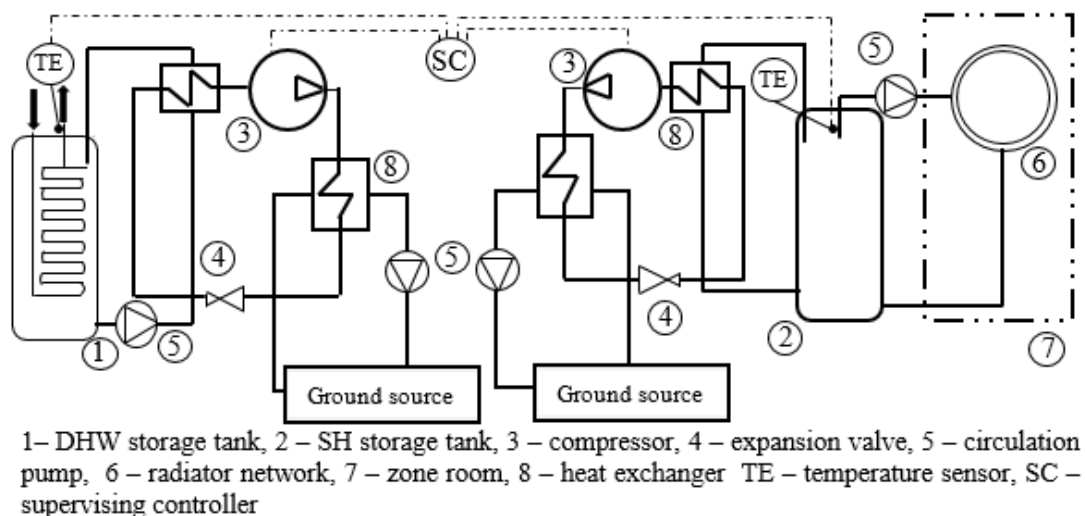 TE
SC
3
5
TE
3
8
8
6
4
5
4
1
5
2
7
Ground source
Ground source
1– DHW storage tank, 2 – SH storage tank, 3 – compressor, 4 – expansion valve, 5 – circulation
pump, 6 – radiator network, 7 – zone room, 8 – heat exchanger TE – temperature sensor, SC –
supervising controller